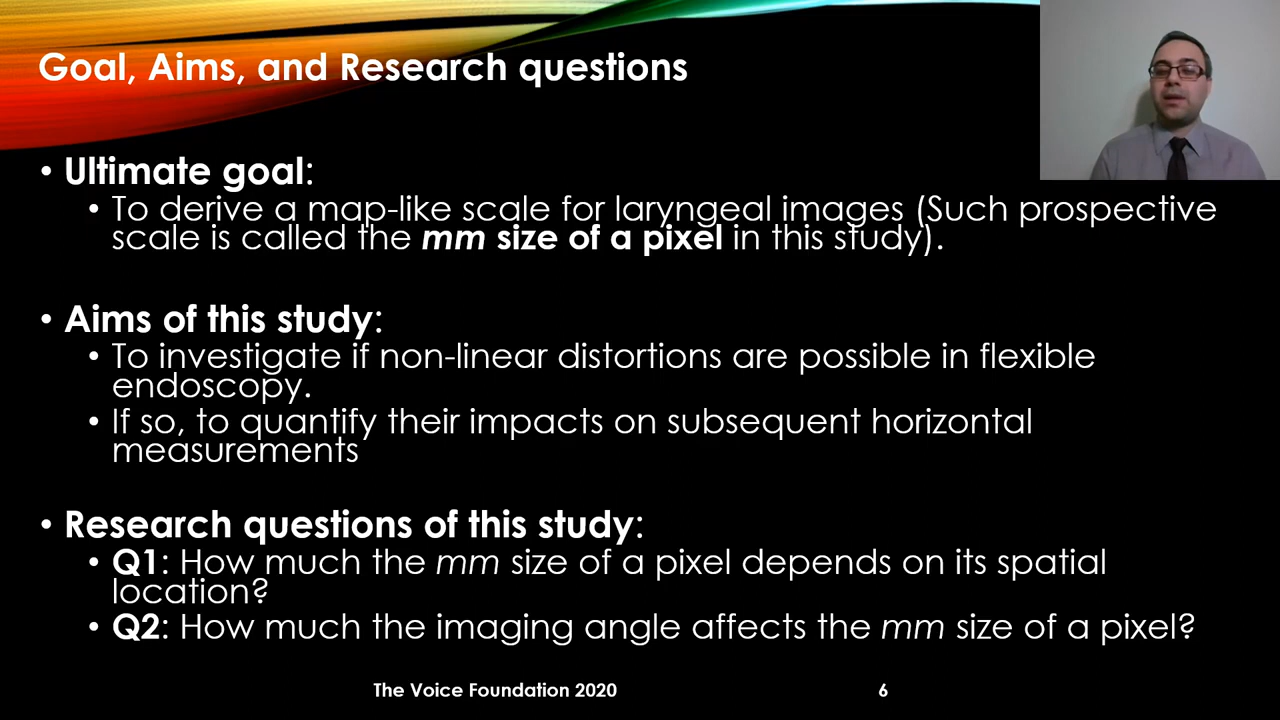 Goal, Aims, and Research questions
• Ultimate goal:
• To derive a map-like scale for laryngeal images (Such prospective
scale is called the mm size of a pixel in this study).
• Aims of this study:
• To investigate if non-linear distortions are possible in flexible
endoscopy.
• If so, to quantify their impacts on subsequent horizontal
measurements
• Research questions of this study:
• Q1: How much the mm size of a pixel depends on its spatial
location?
• Q2: How much the imaging angle affects the mm size of a pixel?
The Voice Foundation 2020
6